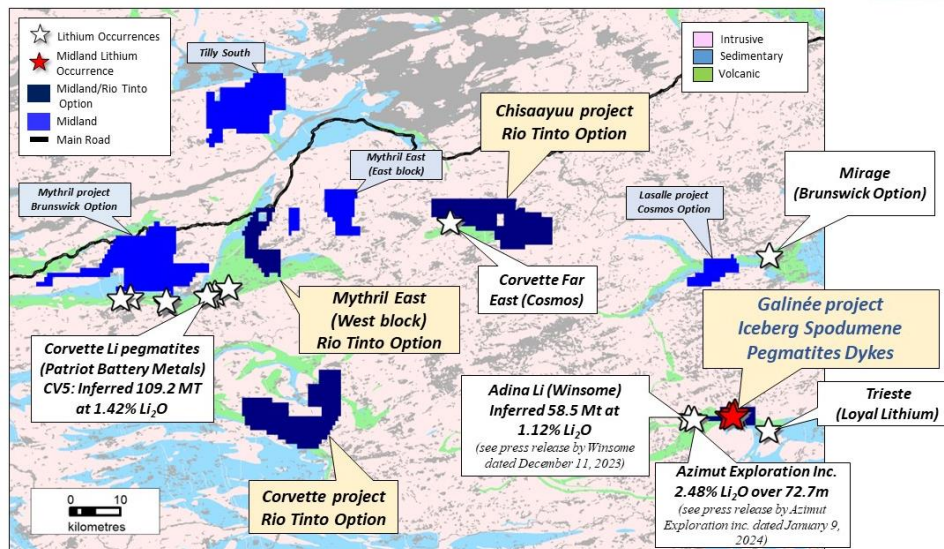 Lithium Occurrences
Midland Lithium
Occurrence
Midland/Rio Tinto
Option
Midland
Main Road
Tilly South
Intrusive
Sedimentary
Volcanic
Chisaayuu project
Rio Tinto Option
Mythril East
(East block)
Mythril project
Brunswick Option
Lasalle project
Cosmos Option
Mirage
(Brunswick Option)
Corvette Far
East (Cosmos)
Mythril East
(West block)
Rio Tinto Option
Galinée project
Iceberg Spodumene
Pegmatites Dykes
Corvette Li pegmatites
(Patriot Battery Metals)
CV5: Inferred 109.2 MT
at 1.42% Li₂O
Adina Li (Winsome)
Inferred 58.5 Mt at
1.12% Li₂O
(see press release by Winsome
dated December 11, 2023)
Trieste
(Loyal Lithium)
Corvette project
Rio Tinto Option
Azimut Exploration Inc.
2.48% Li₂O over 72.7m
(see press release by Azimut
Exploration inc. dated January 9,
2024)
0 10
kilometres